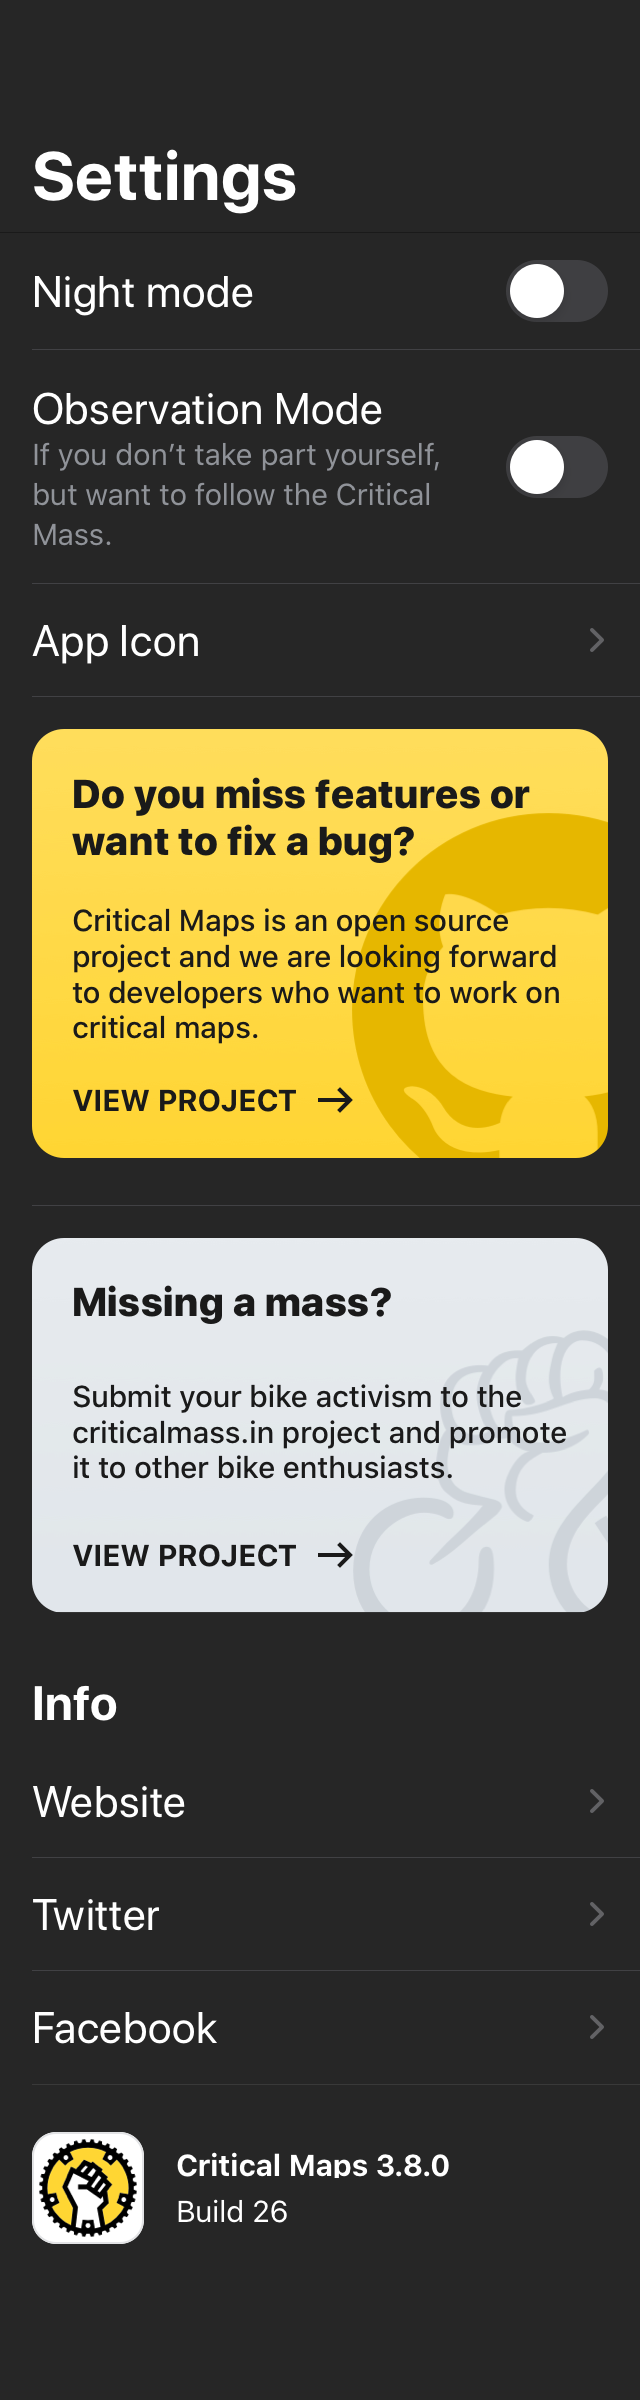 Settings
Night mode
Observation Mode
If you don’t take part yourself,
but want to follow the Critical
Mass.
App Icon
Do you miss features or
want to fix a bug?
Critical Maps is an open source
project and we are looking forward
to developers who want to work on
critical maps.
VIEW PROJECT
Missing a mass?
Submit your bike activism to the
criticalmass.in project and promote
it to other bike enthusiasts.
VIEW PROJECT
Info
Website
Twitter
Facebook
Critical Maps 3.8.0
Build 26